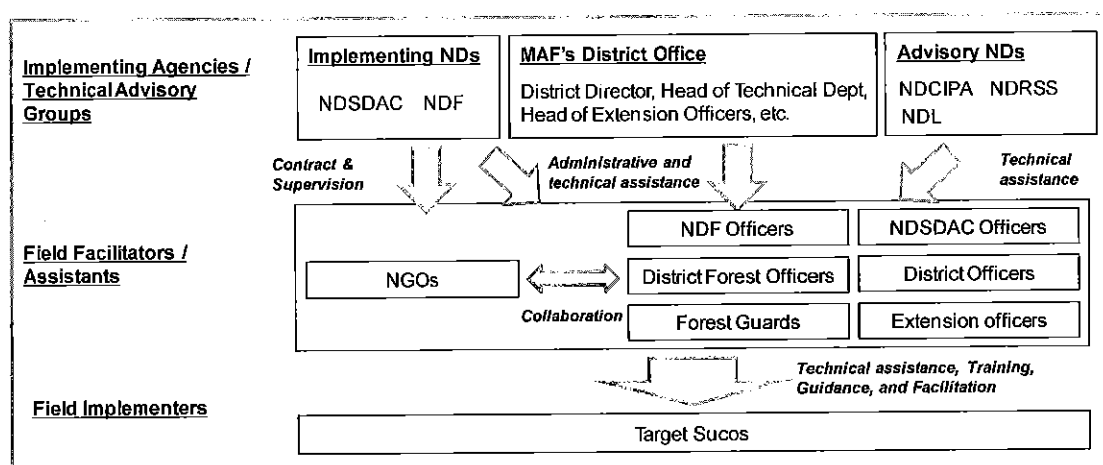 Implementing Agencies /
Technical Advisory
Groups
Implementing NDs
NDSDAC NDF
MAF's District Office
District Director, Head of Technical Dept,
Head of Extension Officers, etc.
Advisory NDs
NDCIPA NDRSS
NDL
Contract &
Supervision
Administrative and
technical assistance
Technical
assistance
Field Facilitators /
Assistants
NGOs
Collaboration
NDF Officers
District Forest Officers
Forest Guards
NDSDAC Officers
District Officers
Extension officers
Technical assistance, Training,
Guidance, and Facilitation
Field Implementers
Target Sucos